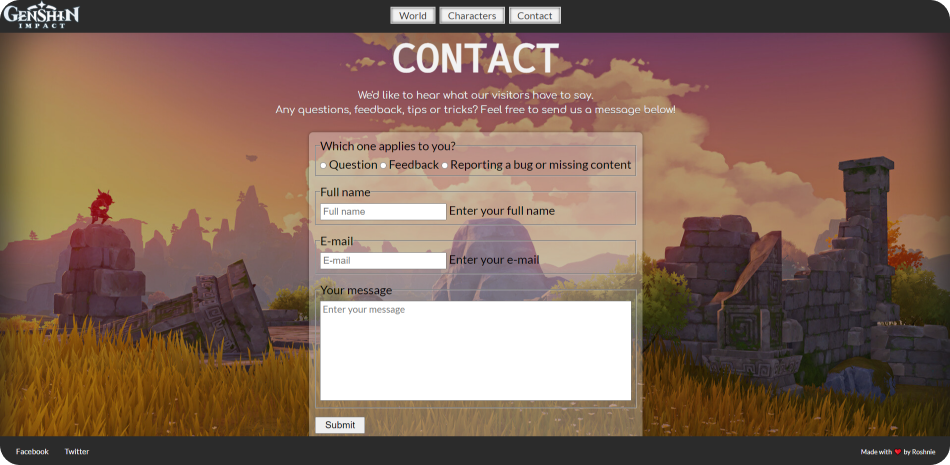 GENSHIN
IMPACT
World Characters Contact
CONTACT
We'd like to hear what our visitors have to say.
Any questions, feedback, tips or tricks? Feel free to send us a message below!
Which one applies to you?
Question Feedback Reporting a bug or missing content
Full name
Full name Enter your full name
E-mail
E-mail Enter your e-mail
Your message
Enter your message
Submit
Facebook Twitter Made with ❤ by Roshnie